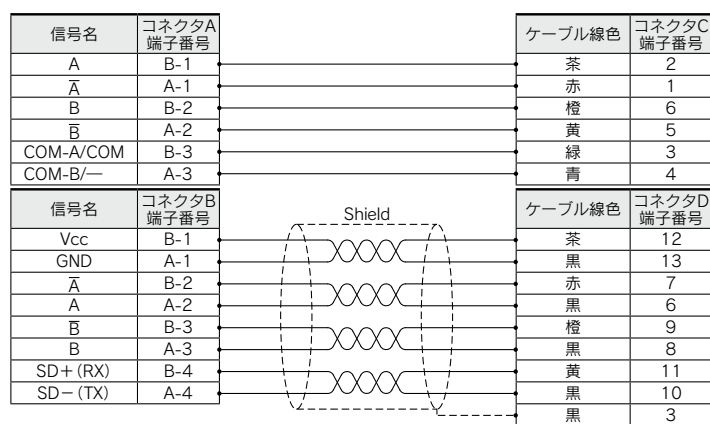 信号名 コネクタA 端子番号 ケーブル線色 コネクタC 端子番号
A B-1 茶 2
A̅ A-1 赤 1
B B-2 橙 6
B̅ A-2 黄 5
COM-A/COM B-3 緑 3
COM-B/― A-3 青 4
信号名 コネクタB 端子番号 Shield ケーブル線色 コネクタD 端子番号
Vcc B-1 茶 12
GND A-1 黒 13
A̅ B-2 赤 7
A A-2 黒 6
B̅ B-3 橙 9
B A-3 黒 8
SD+(RX) B-4 黄 11
SD−(TX) A-4 黒 10
黒 3